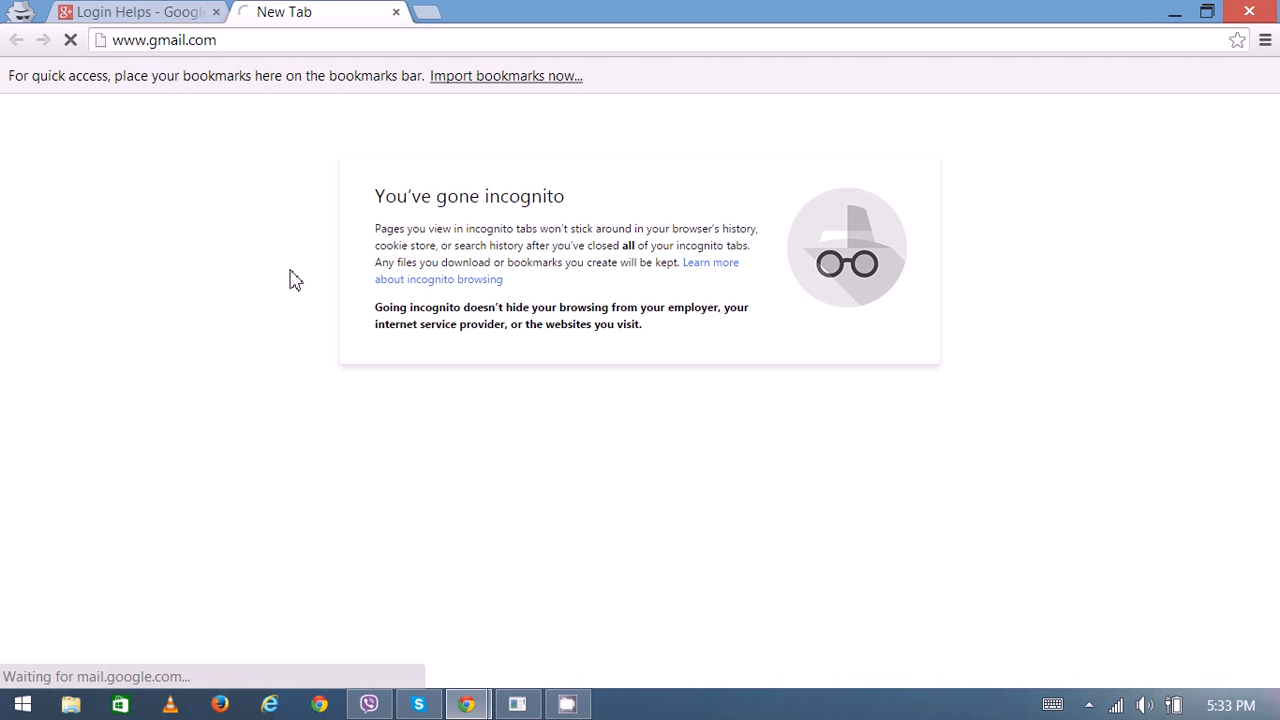 Login Helps - Googl
New Tab
www.gmail.com
For quick access, place your bookmarks here on the bookmarks bar. Import bookmarks now...
You've gone incognito
Pages you view in incognito tabs won't stick around in your browser's history,
cookie store, or search history after you've closed all of your incognito tabs.
Any files you download or bookmarks you create will be kept. Learn more
about incognito browsing
Going incognito doesn't hide your browsing from your employer, your
internet service provider, or the websites you visit.
Waiting for mail.google.com...
5:33 PM